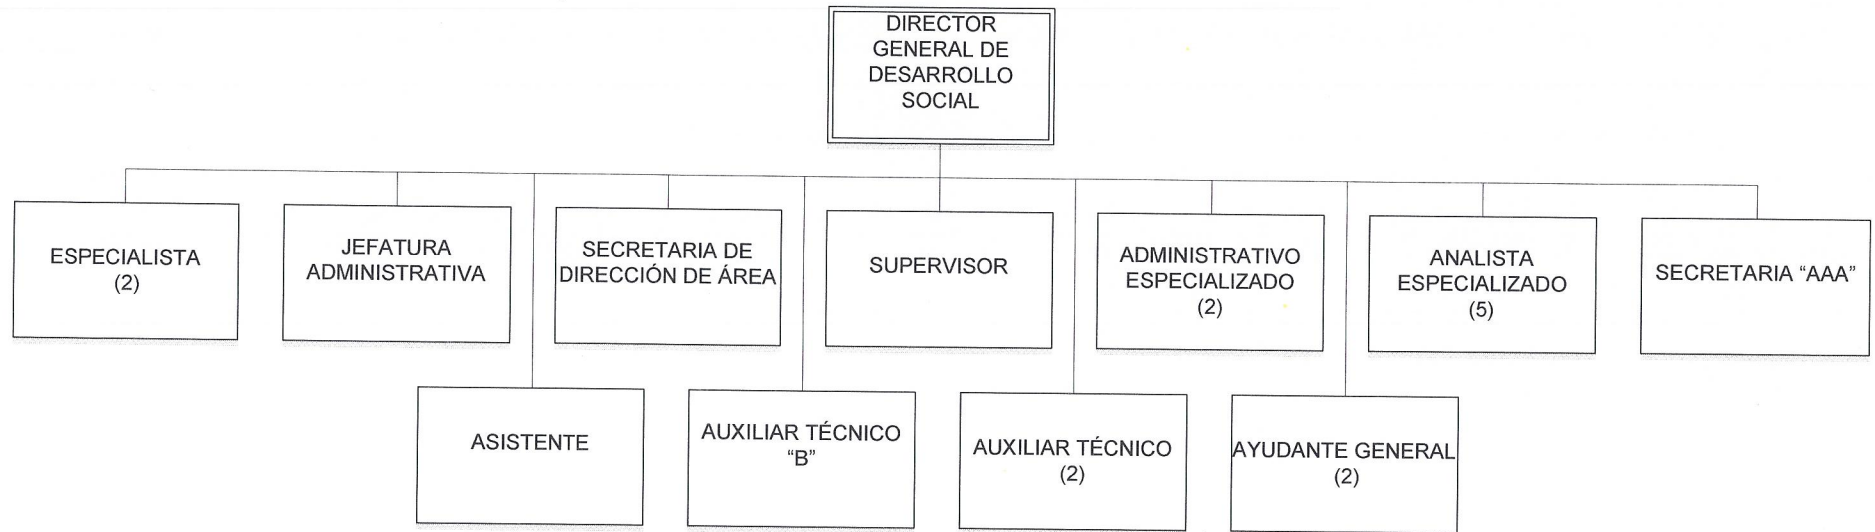 DIRECTOR
GENERAL DE
DESARROLLO
SOCIAL
ESPECIALISTA
(2)
JEFATURA
ADMINISTRATIVA
SECRETARIA DE
DIRECCIÓN DE ÁREA
SUPERVISOR
ADMINISTRATIVO
ESPECIALIZADO
(2)
ANALISTA
ESPECIALIZADO
(5)
SECRETARIA “AAA”
ASISTENTE
AUXILIAR TÉCNICO
“B”
AUXILIAR TÉCNICO
(2)
AYUDANTE GENERAL
(2)